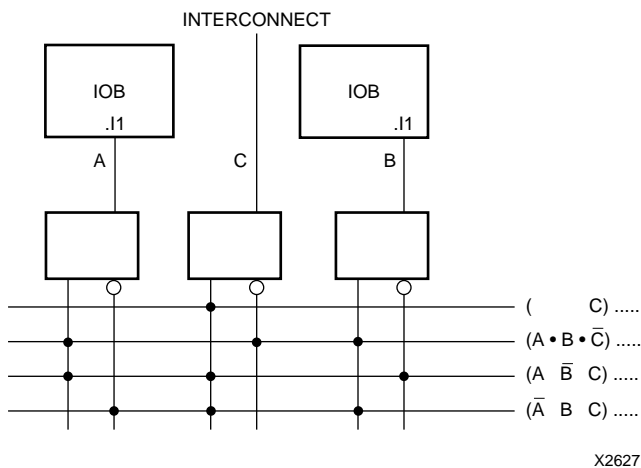 INTERCONNECT
IOB
IOB
.I1
.I1
A
C
B
( C) .....
(A • B • C̅) .....
(A B̅ C) .....
(A̅ B C) .....
X2627